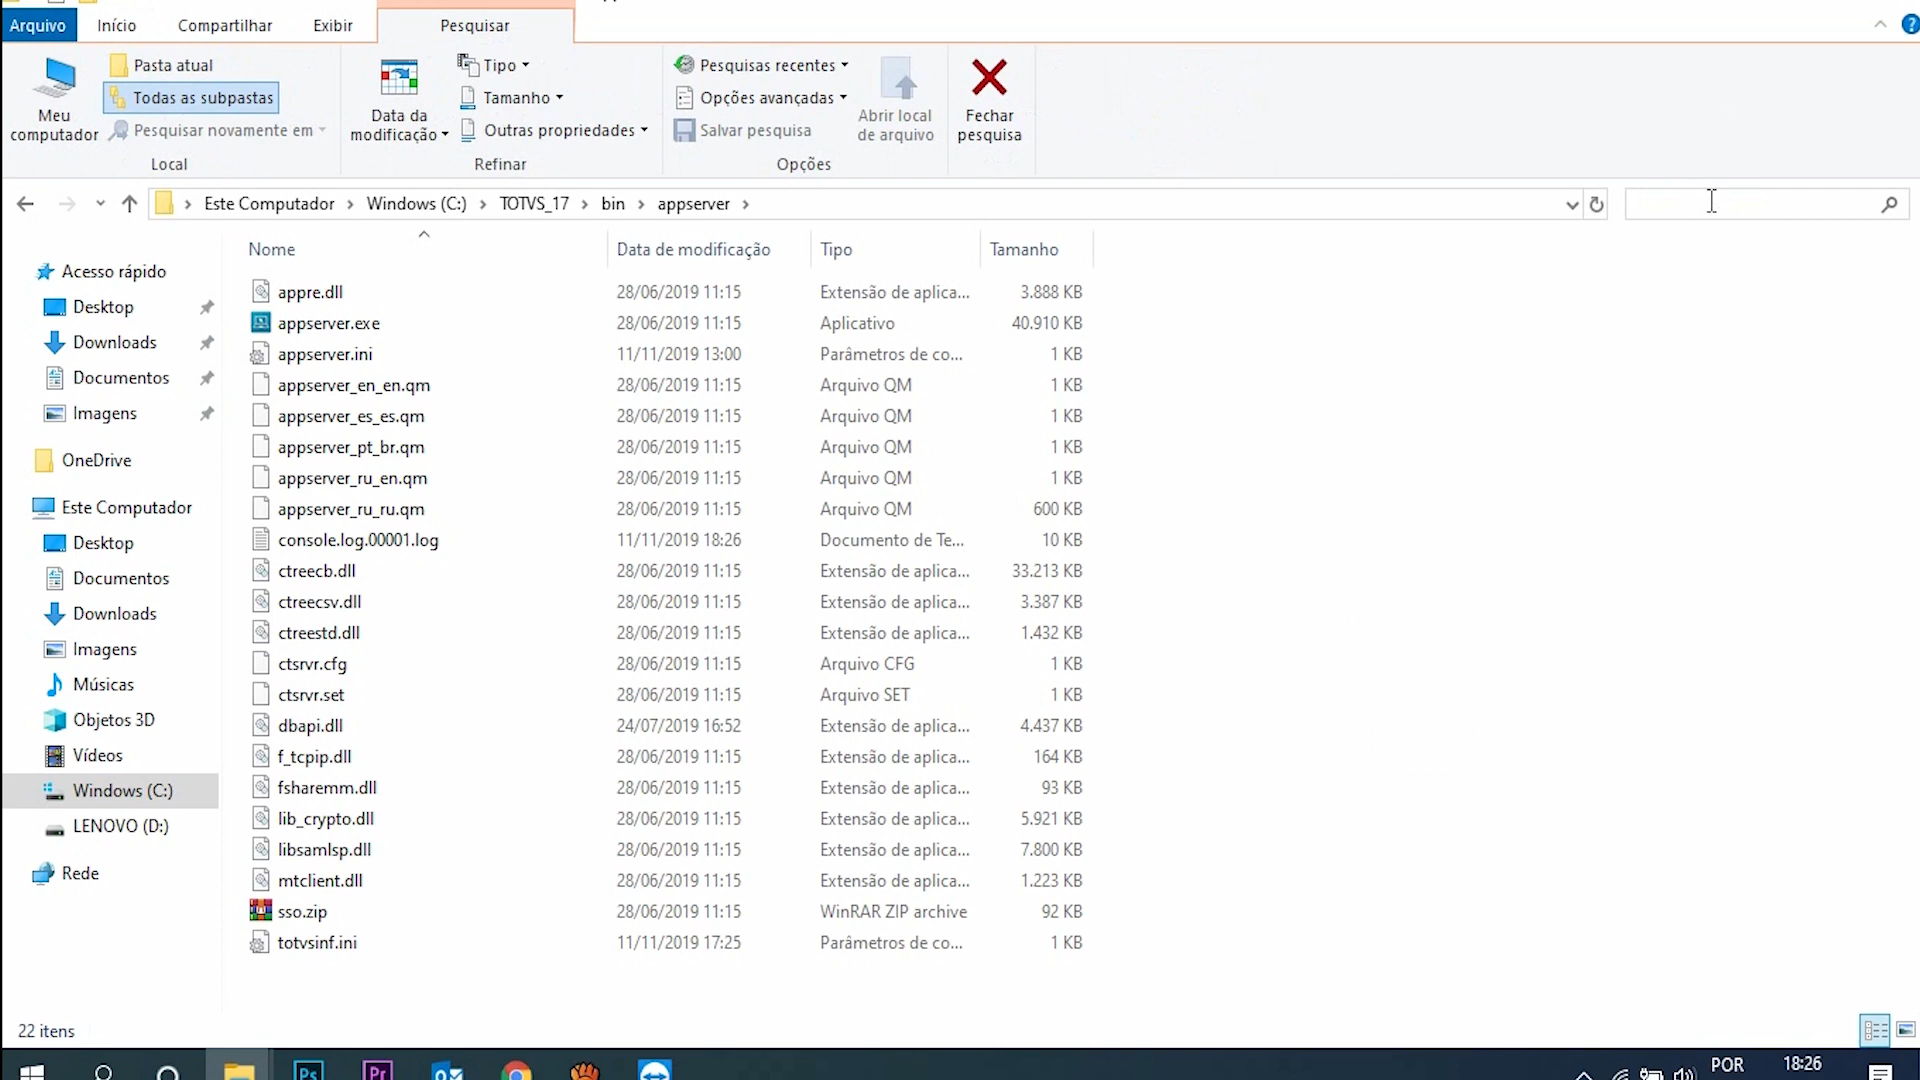 Arquivo Início Compartilhar Exibir Pesquisar
Meu computador
Pasta atual
Todas as subpastas
Pesquisar novamente em
Local
Data da modificação
Tipo
Tamanho
Outras propriedades
Refinar
Pesquisas recentes
Opções avançadas
Salvar pesquisa
Abrir local de arquivo
Opções
Fechar pesquisa
Este Computador > Windows (C:) > TOTVS_17 > bin > appserver >
Acesso rápido
Desktop
Downloads
Documentos
Imagens
OneDrive
Este Computador
Desktop
Documentos
Downloads
Imagens
Músicas
Objetos 3D
Vídeos
Windows (C:)
LENOVO (D:)
Rede
Nome Data de modificação Tipo Tamanho
appre.dll 28/06/2019 11:15 Extensão de aplica... 3.888 KB
appserver.exe 28/06/2019 11:15 Aplicativo 40.910 KB
appserver.ini 11/11/2019 13:00 Parâmetros de co... 1 KB
appserver_en_en.qm 28/06/2019 11:15 Arquivo QM 1 KB
appserver_es_es.qm 28/06/2019 11:15 Arquivo QM 1 KB
appserver_pt_br.qm 28/06/2019 11:15 Arquivo QM 1 KB
appserver_ru_en.qm 28/06/2019 11:15 Arquivo QM 1 KB
appserver_ru_ru.qm 28/06/2019 11:15 Arquivo QM 600 KB
console.log.00001.log 11/11/2019 18:26 Documento de Te... 10 KB
ctreecb.dll 28/06/2019 11:15 Extensão de aplica... 33.213 KB
ctreecsv.dll 28/06/2019 11:15 Extensão de aplica... 3.387 KB
ctreestd.dll 28/06/2019 11:15 Extensão de aplica... 1.432 KB
ctsrvr.cfg 28/06/2019 11:15 Arquivo CFG 1 KB
ctsrvr.set 28/06/2019 11:15 Arquivo SET 1 KB
dbapi.dll 24/07/2019 16:52 Extensão de aplica... 4.437 KB
f_tcpip.dll 28/06/2019 11:15 Extensão de aplica... 164 KB
fsharemm.dll 28/06/2019 11:15 Extensão de aplica... 93 KB
lib_crypto.dll 28/06/2019 11:15 Extensão de aplica... 5.921 KB
libsamlsp.dll 28/06/2019 11:15 Extensão de aplica... 7.800 KB
mtclient.dll 28/06/2019 11:15 Extensão de aplica... 1.223 KB
sso.zip 28/06/2019 11:15 WinRAR ZIP archive 92 KB
totvsinf.ini 11/11/2019 17:25 Parâmetros de co... 1 KB
22 itens
Ps Pr POR 18:26